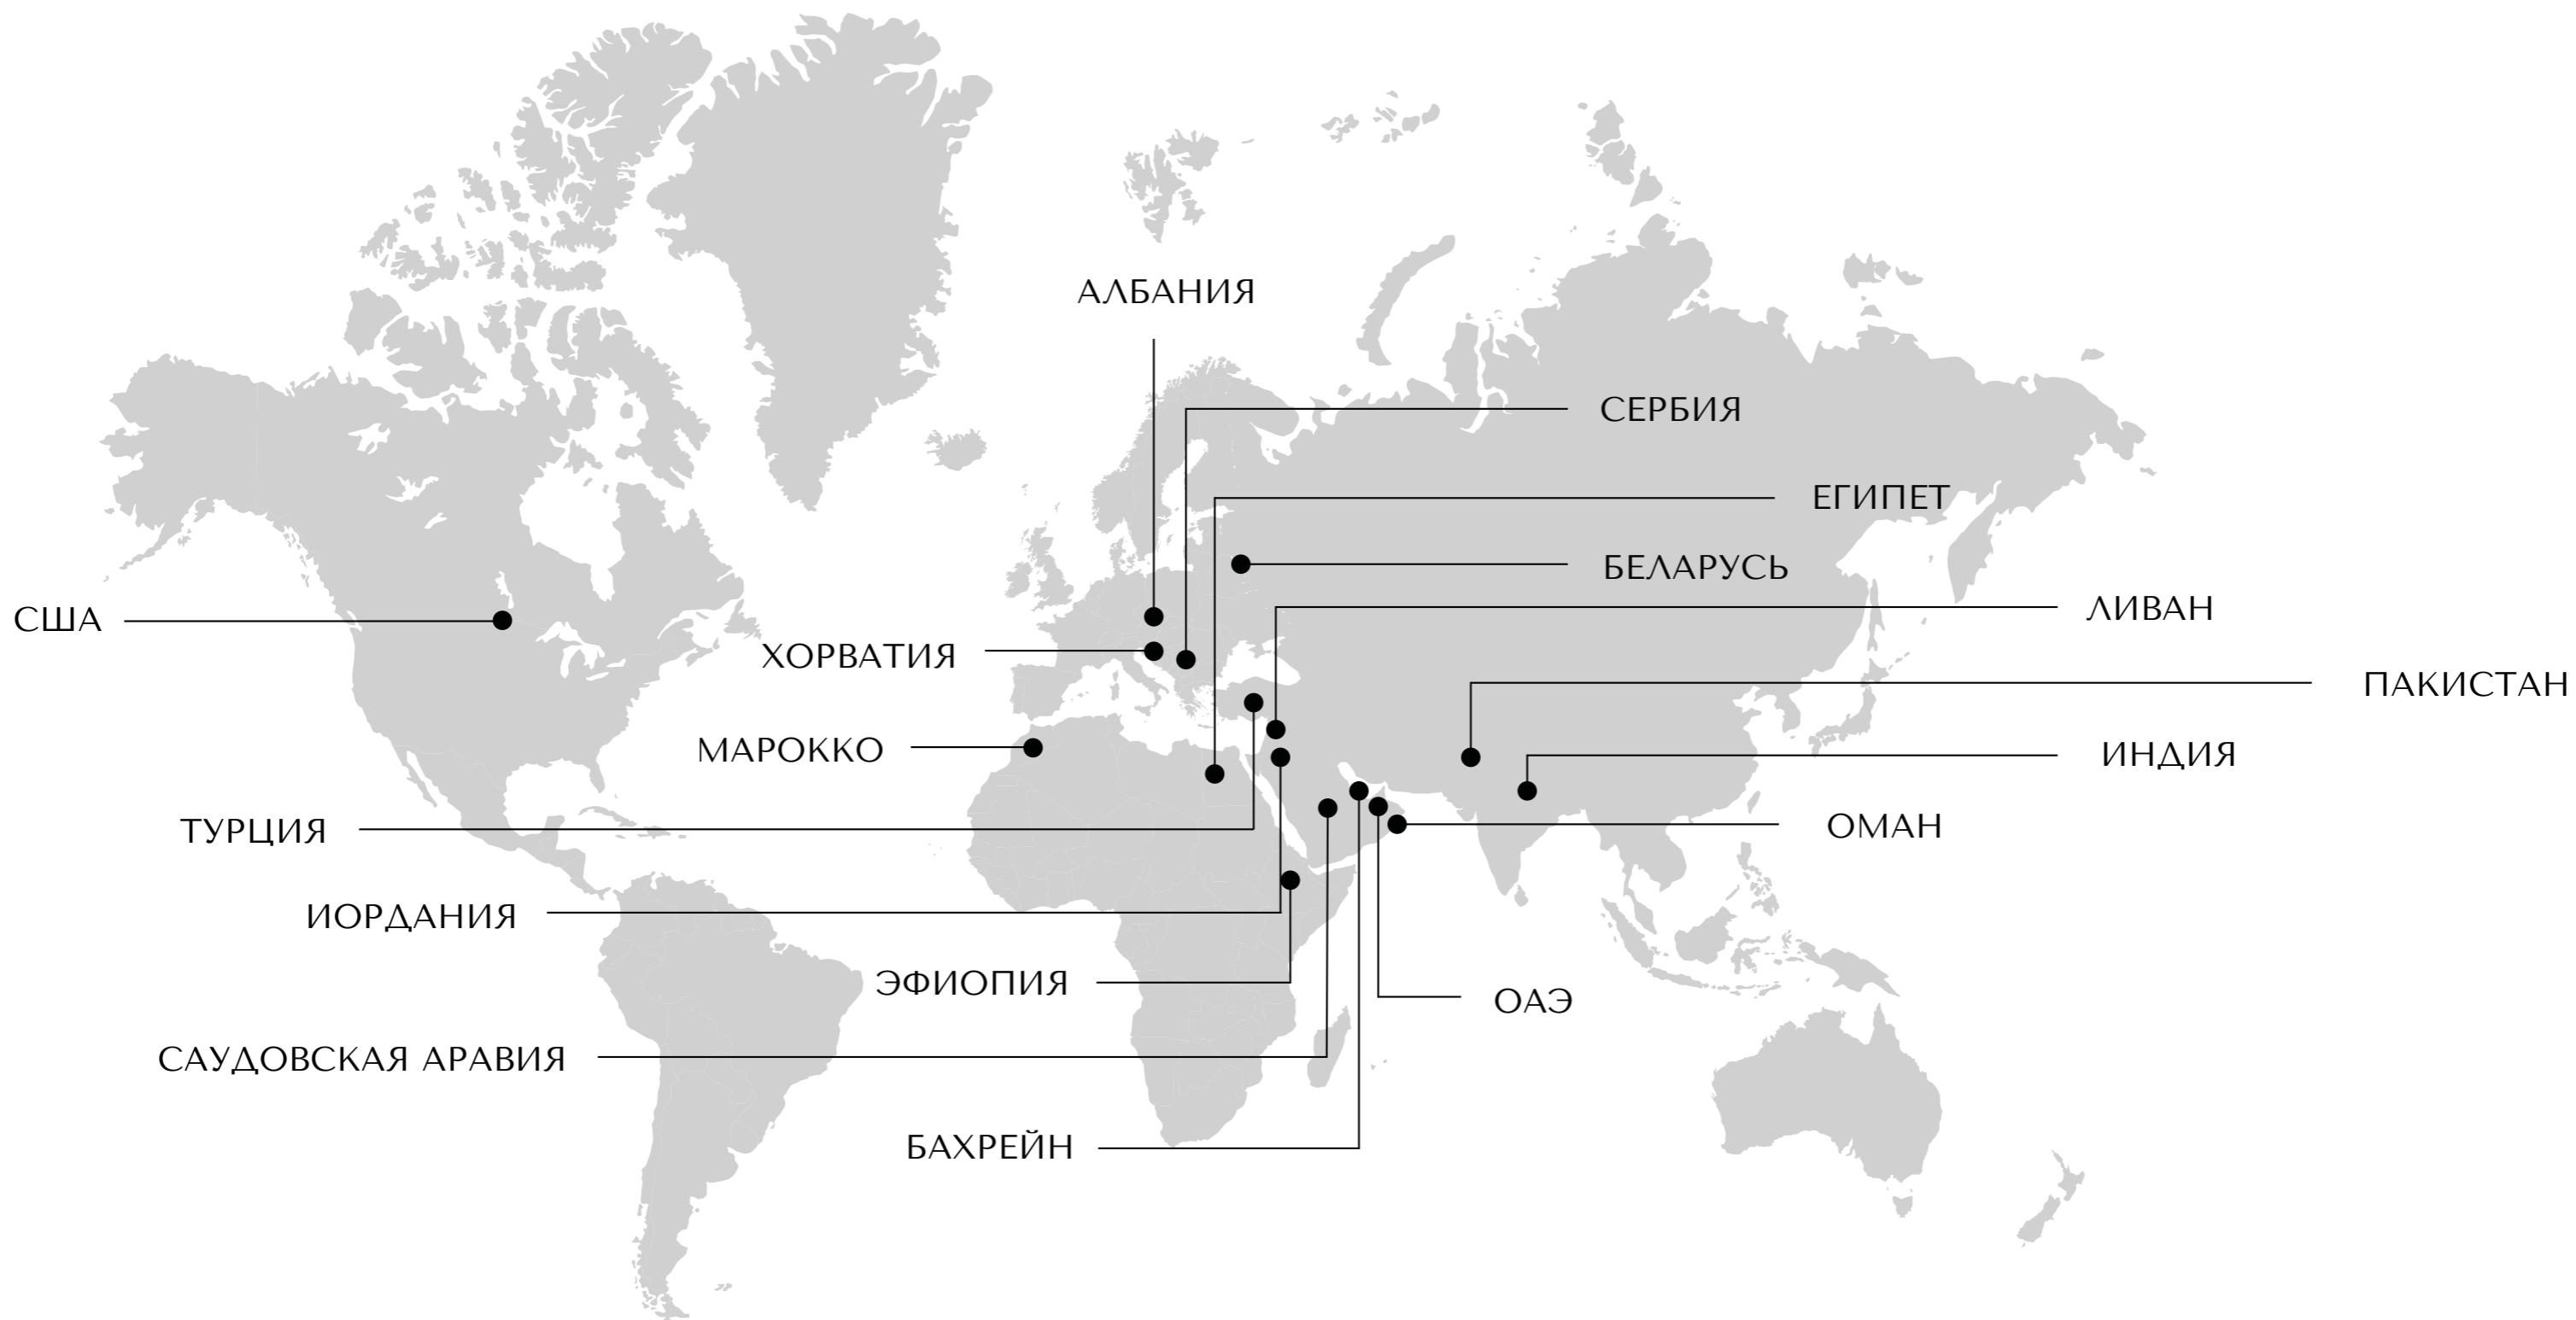 АЛБАНИЯ
СЕРБИЯ
ЕГИПЕТ
БЕЛАРУСЬ
ЛИВАН
США
ХОРВАТИЯ
ПАКИСТАН
МАРОККО
ИНДИЯ
ТУРЦИЯ
ОМАН
ИОРДАНИЯ
ЭФИОПИЯ
ОАЭ
САУДОВСКАЯ АРАВИЯ
БАХРЕЙН